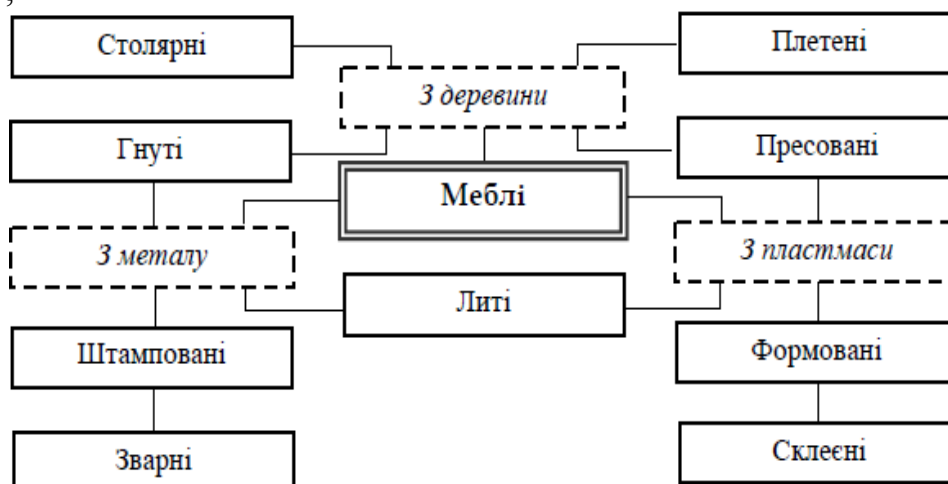 ;
Столярні
Плетені
З деревини
Гнуті
Пресовані
Меблі
З металу
З пластмаси
Литі
Штамповані
Формовані
Зварні
Склеєні